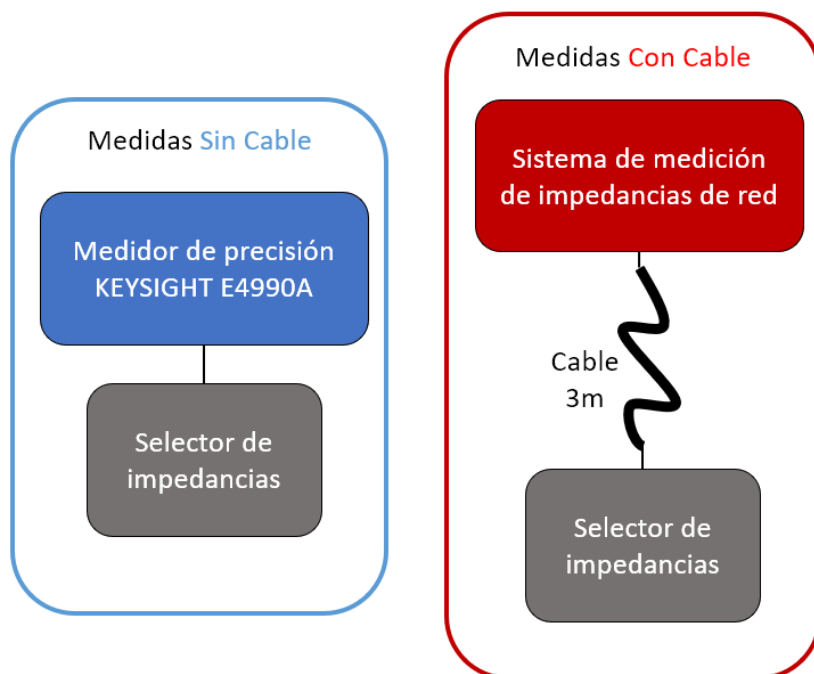 Medidas Sin Cable
Medidor de precisión
KEYSIGHT E4990A
Selector de
impedancias
Medidas Con Cable
Sistema de medición
de impedancias de red
Cable
3m
Selector de
impedancias